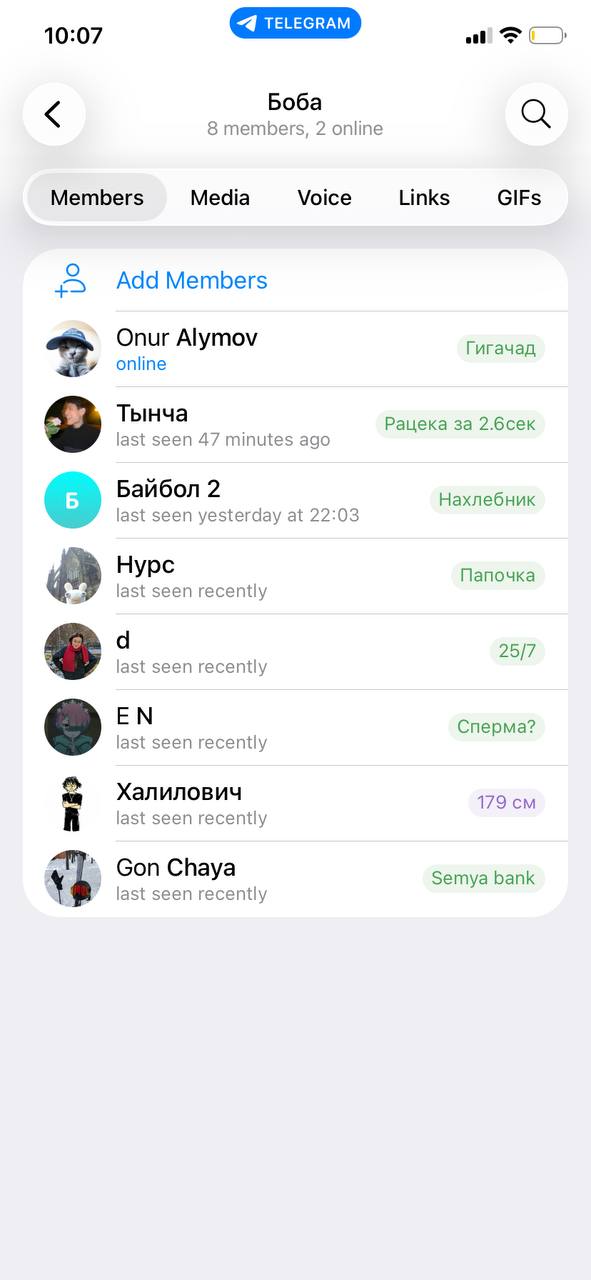 10:07
TELEGRAM
Боба
8 members, 2 online
Members Media Voice Links GIFs
Add Members
Onur Alymov
Гигачад
online
Тынча
Рацека за 2.6сек
last seen 47 minutes ago
Байбол 2
Нахлебник
last seen yesterday at 22:03
Б
Нурс
Папочка
last seen recently
d
25/7
last seen recently
E N
Сперма?
last seen recently
Халилович
179 см
last seen recently
Gon Chaya
Semya bank
last seen recently